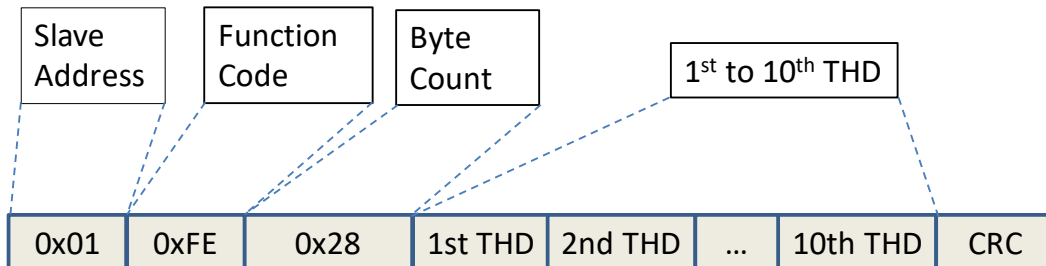 Slave
Address
Function
Code
Byte
Count
1st to 10th THD
0x01 0xFE 0x28 1st THD 2nd THD ... 10th THD CRC